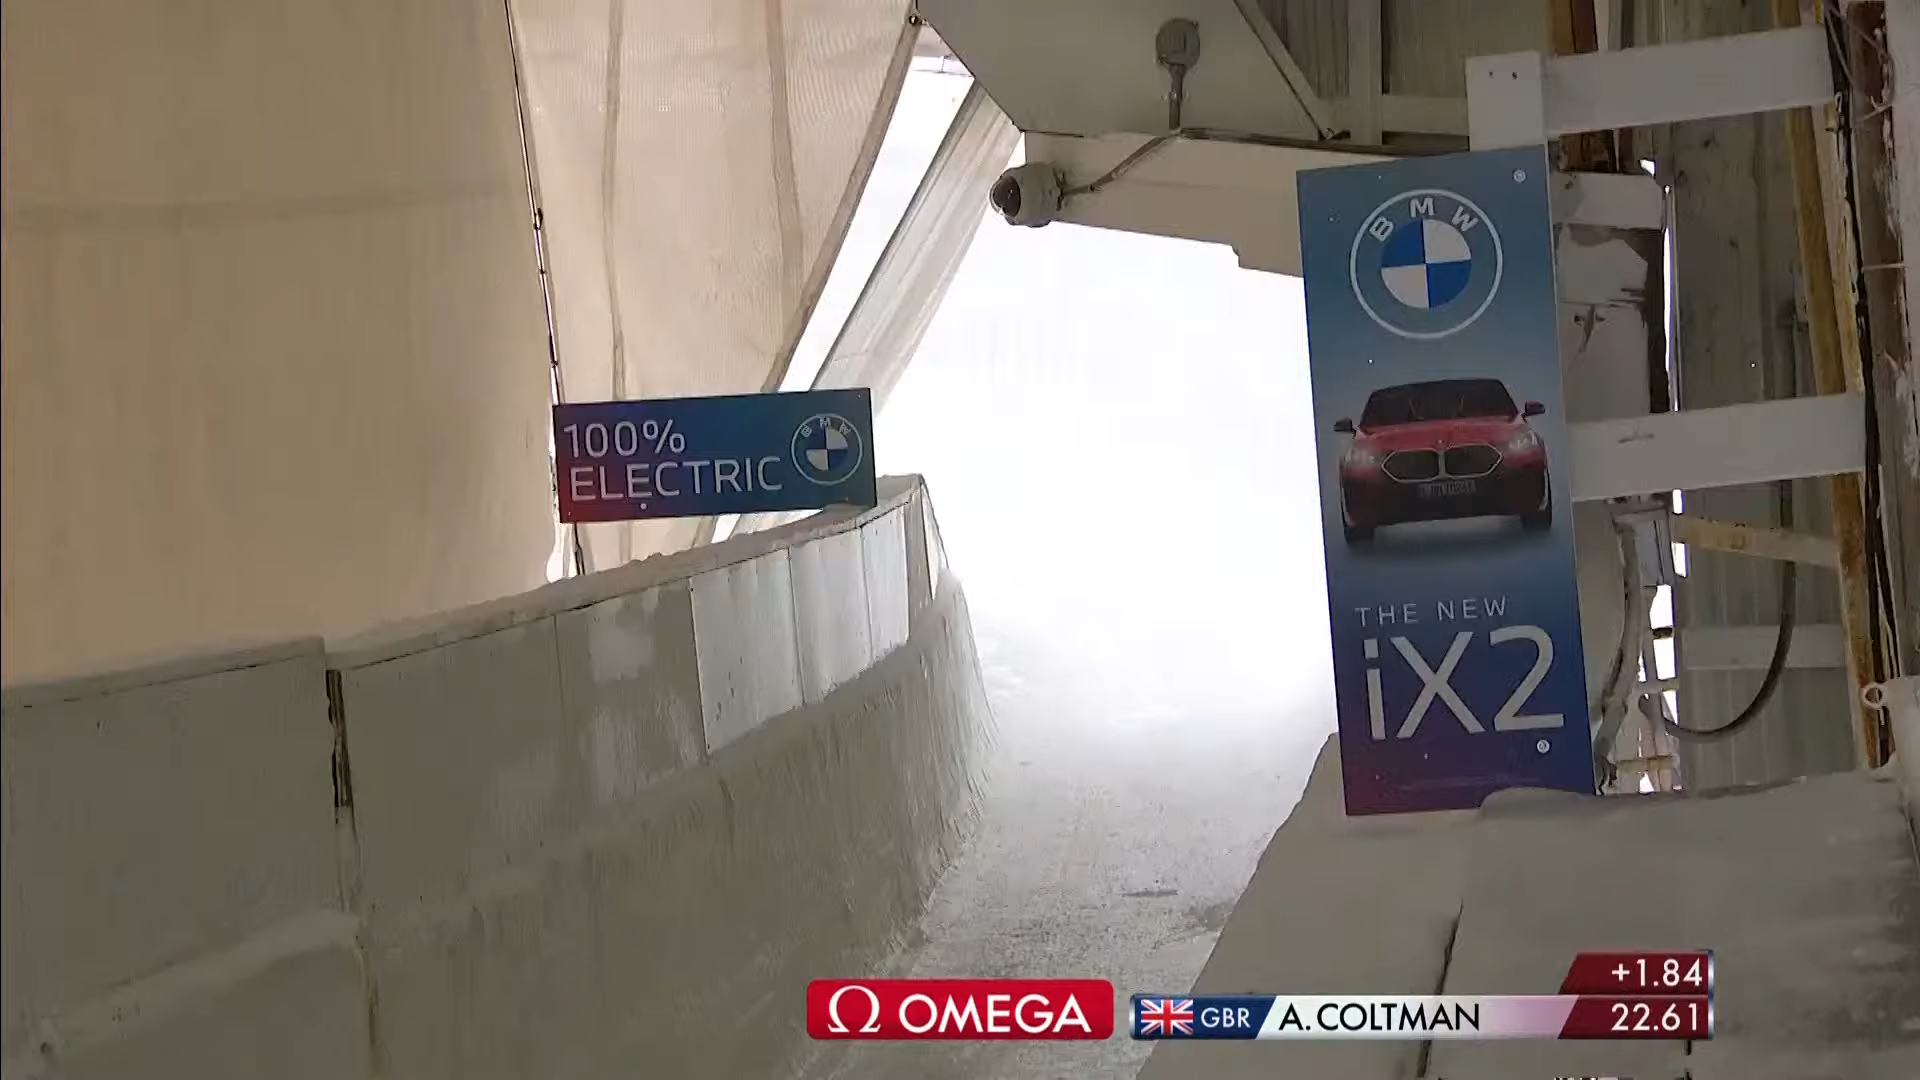 BMW
100%
ELECTRIC
BMW
THE NEW
iX2
+1.84
Ω OMEGA
GBR A. COLTMAN 22.61